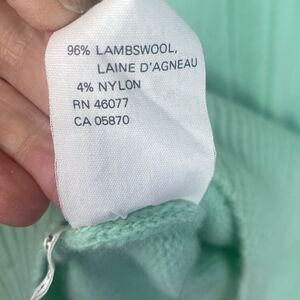 96% LAMBSWOOL,
LAINE D'AGNEAU
4% NYLON
RN 46077
CA 05870